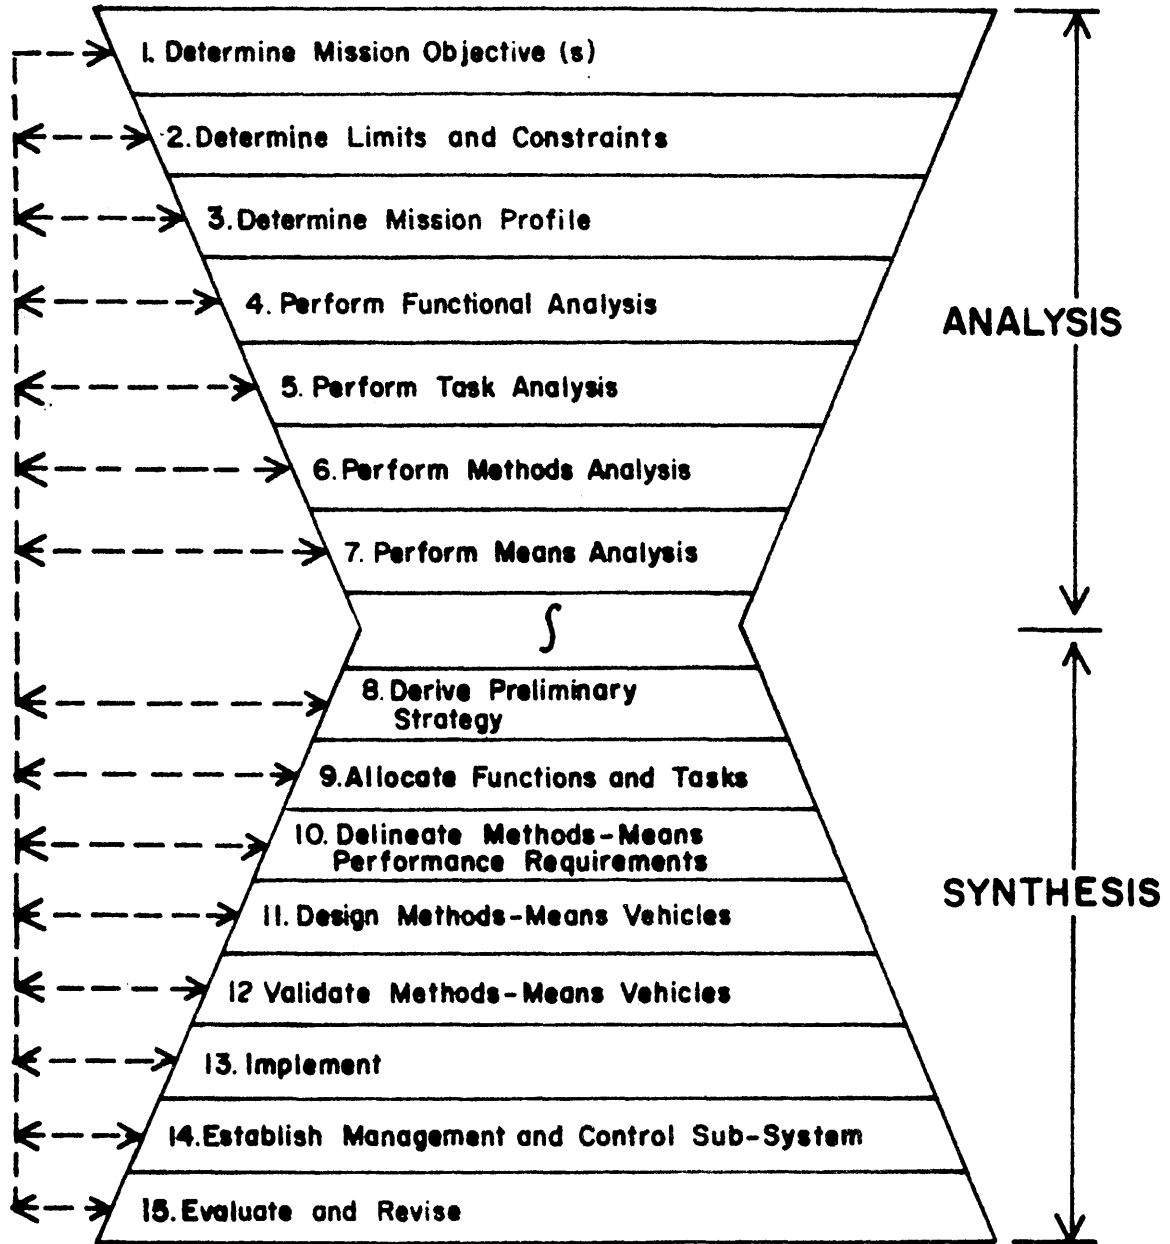 1. Determine Mission Objective (s)
2. Determine Limits and Constraints
3. Determine Mission Profile
4. Perform Functional Analysis
ANALYSIS
5. Perform Task Analysis
6. Perform Methods Analysis
7. Perform Means Analysis
∫
8. Derive Preliminary
Strategy
9. Allocate Functions and Tasks
10. Delineate Methods-Means
Performance Requirements
SYNTHESIS
11. Design Methods-Means Vehicles
12 Validate Methods-Means Vehicles
13. Implement
14. Establish Management and Control Sub-System
15. Evaluate and Revise